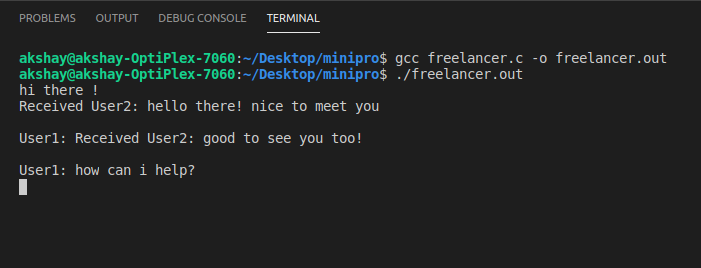 PROBLEMS OUTPUT DEBUG CONSOLE TERMINAL
akshay@akshay-OptiPlex-7060:~/Desktop/minipro$ gcc freelancer.c -o freelancer.out
akshay@akshay-OptiPlex-7060:~/Desktop/minipro$ ./freelancer.out
hi there !
Received User2: hello there! nice to meet you
User1: Received User2: good to see you too!
User1: how can i help?